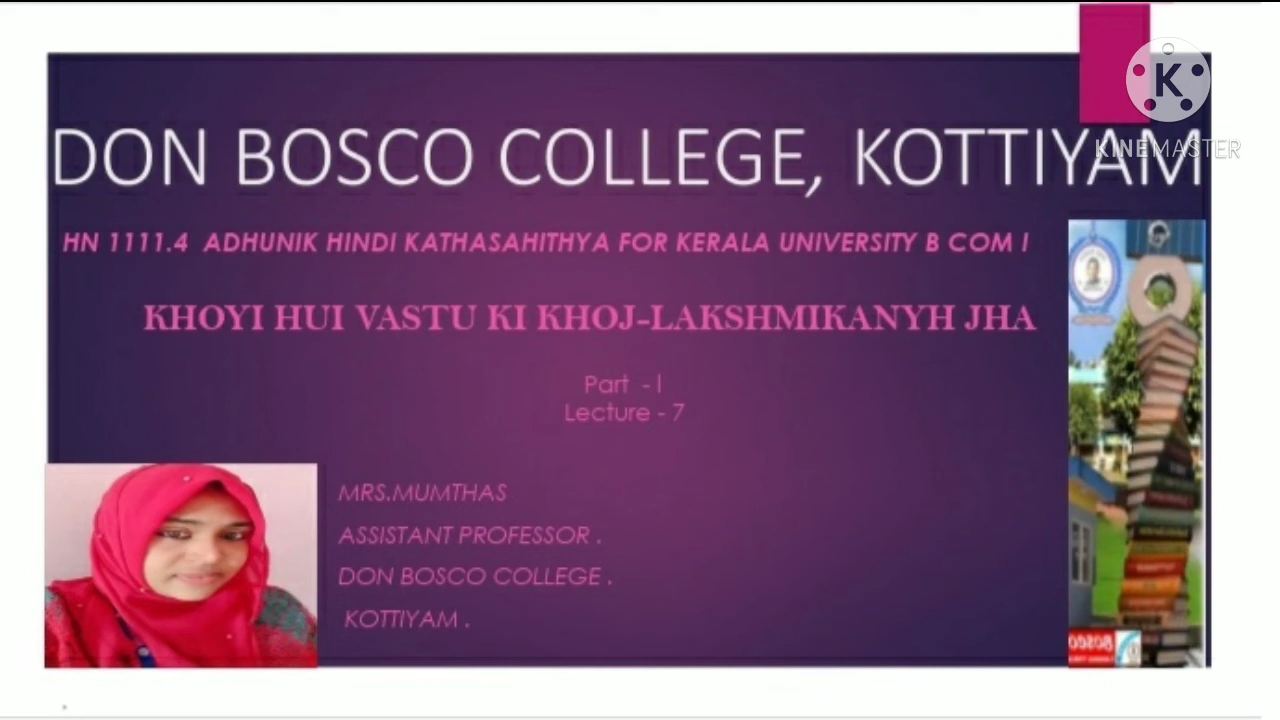 DON BOSCO COLLEGE, KOTTIYAM
KINEMASTER
HN 1111.4 ADHUNIK HINDI KATHASAHITHYA FOR KERALA UNIVERSITY B COM I
KHOYI HUI VASTU KI KHOJ-LAKSHMIKANYH JHA
Part - I
Lecture - 7
MRS.MUMTHAS
ASSISTANT PROFESSOR .
DON BOSCO COLLEGE .
KOTTIYAM .
K